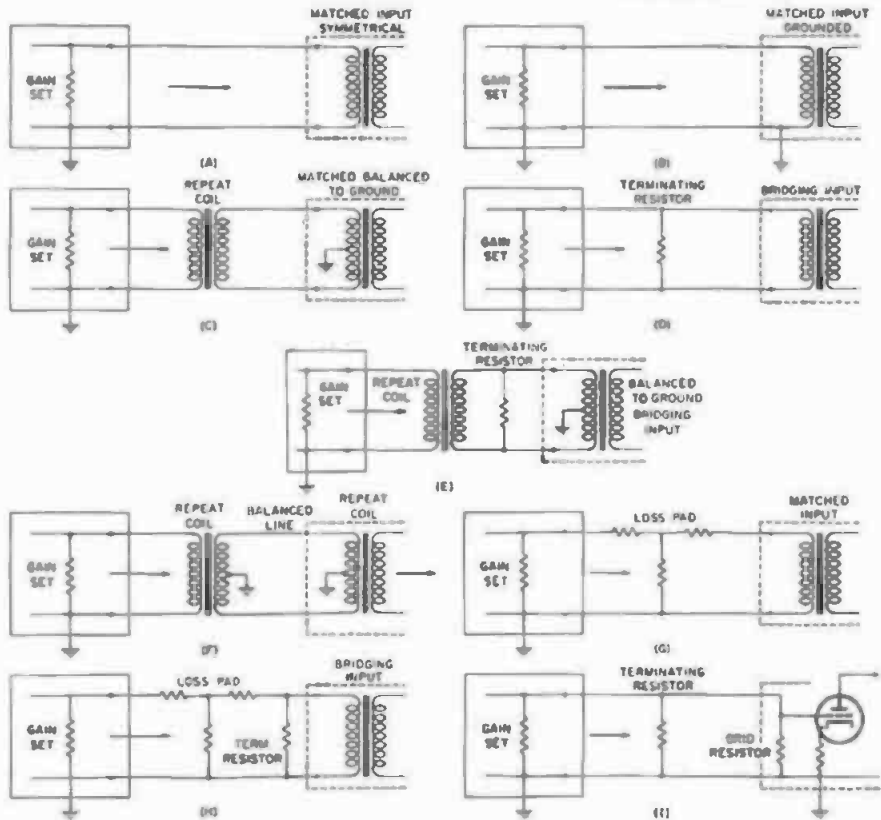 MATCHED INPUT
SYMMETRICAL
GAIN
SET
(A)
MATCHED INPUT
GROUNDED
GAIN
SET
(B)
REPEAT
COIL
MATCHED BALANCED
TO GROUND
GAIN
SET
(C)
TERMINATING
RESISTOR
BRIDGING INPUT
GAIN
SET
(D)
TERMINATING
RESISTOR
GAIN
SET
REPEAT
COIL
BALANCED
TO GROUND
BRIDGING
INPUT
(E)
REPEAT
COIL
BALANCED
LINE
REPEAT
COIL
GAIN
SET
(F)
LOSS PAD
MATCHED
INPUT
GAIN
SET
(G)
LOSS PAD
BRIDGING
INPUT
GAIN
SET
TERM
RESISTOR
(H)
TERMINATING
RESISTOR
GAIN
SET
GRID
RESISTOR
(I)